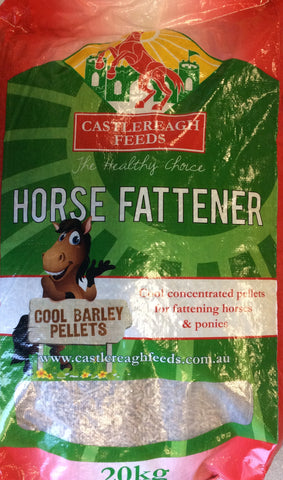 CASTLEREAGH
FEEDS
The Healthy Choice
HORSE FATTENER
Cool concentrated pellets
for fattening horses
& ponies
COOL BARLEY
PELLETS
www.castlereaghfeeds.com.au
20kg